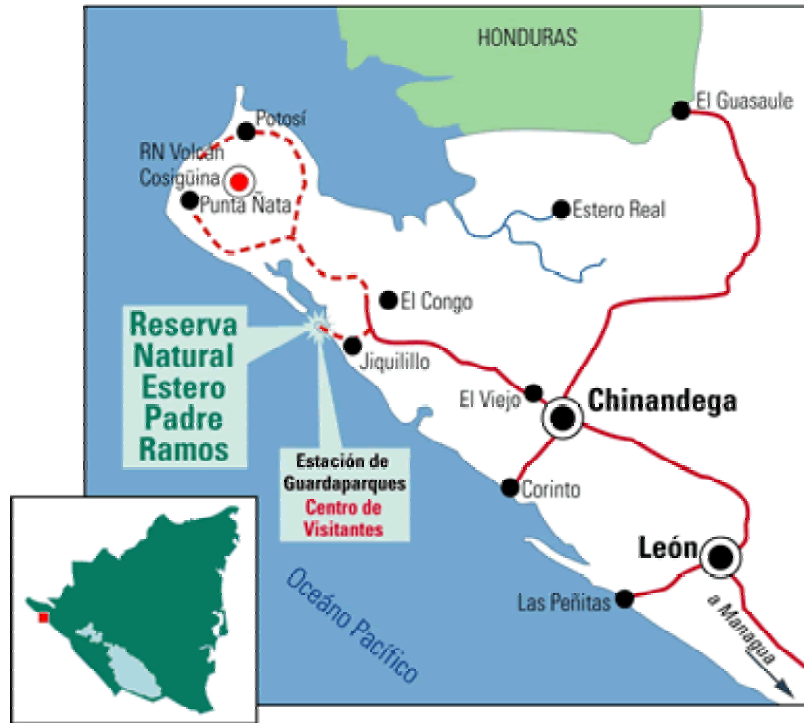 HONDURAS
El Guasaule
Potosí
RN Volcán
Cosigüina
Punta Ñata
Estero Real
El Congo
Reserva
Natural
Estero
Padre
Ramos
Jiquilillo
El Viejo
Chinandega
Estación de
Guardaparques
Centro de
Visitantes
Corinto
León
Las Peñitas
Oceáno Pacífico
a Managua